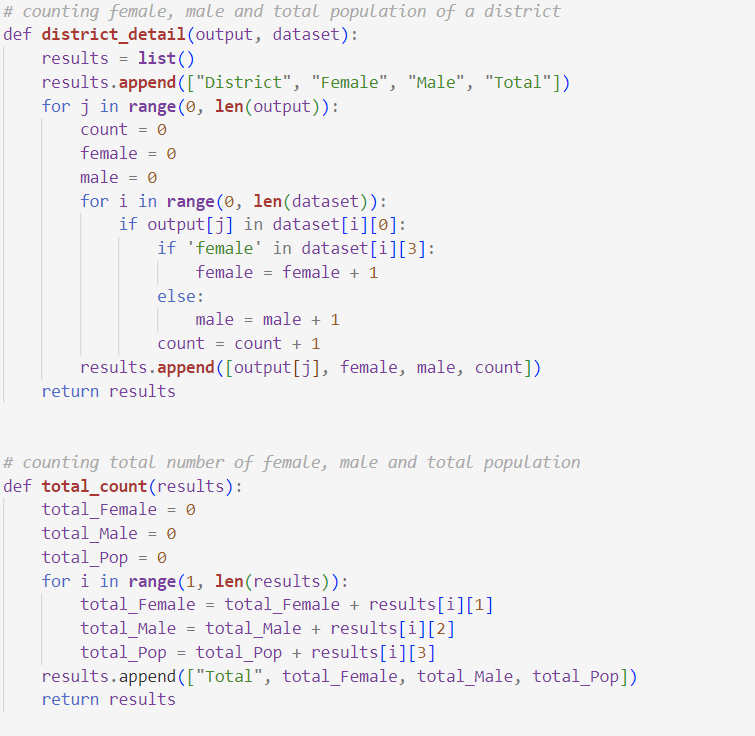 # counting female, male and total population of a district
def district_detail(output, dataset):
    results = list()
    results.append(["District", "Female", "Male", "Total"])
    for j in range(0, len(output)):
        count = 0
        female = 0
        male = 0
        for i in range(0, len(dataset)):
            if output[j] in dataset[i][0]:
                if 'female' in dataset[i][3]:
                    female = female + 1
                else:
                    male = male + 1
                count = count + 1
        results.append([output[j], female, male, count])
    return results

# counting total number of female, male and total population
def total_count(results):
    total_Female = 0
    total_Male = 0
    total_Pop = 0
    for i in range(1, len(results)):
        total_Female = total_Female + results[i][1]
        total_Male = total_Male + results[i][2]
        total_Pop = total_Pop + results[i][3]
    results.append(["Total", total_Female, total_Male, total_Pop])
    return results